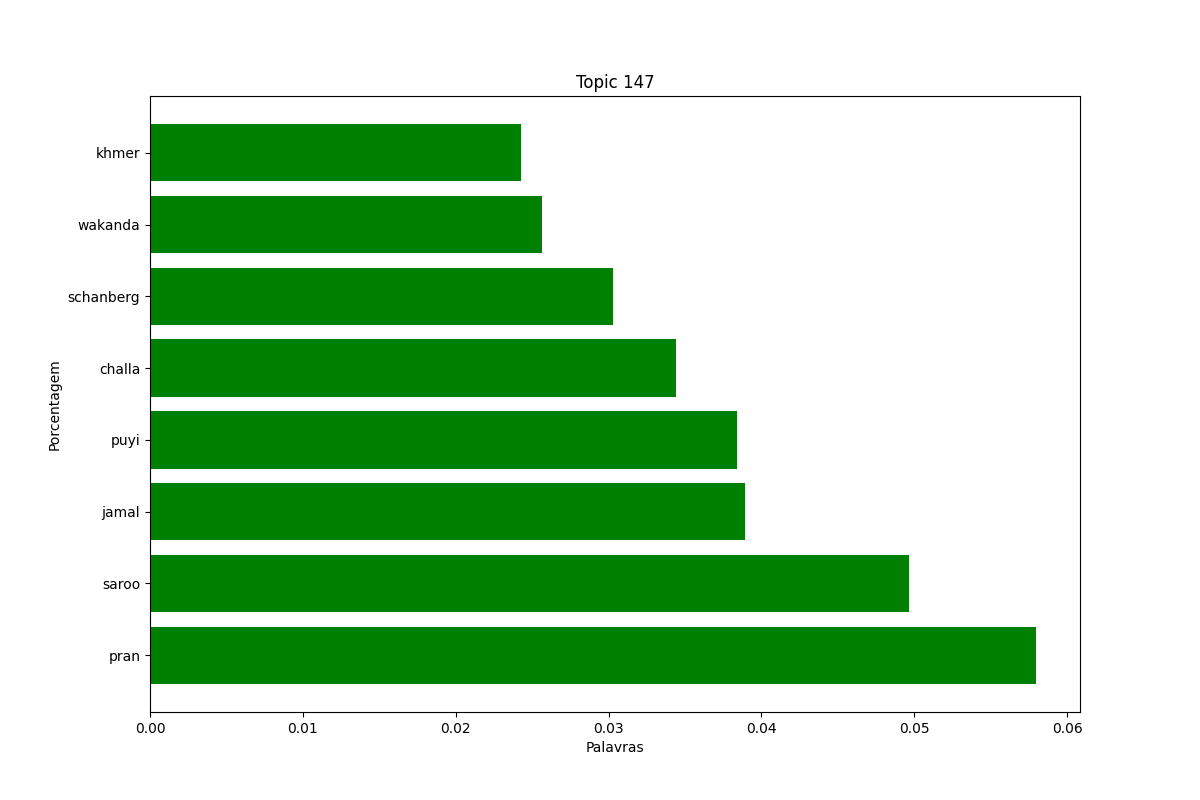 Topic 147
khmer
wakanda
schanberg
challa
puyi
jamal
saroo
pran
Porcentagem
0.00 0.01 0.02 0.03 0.04 0.05 0.06
Palavras